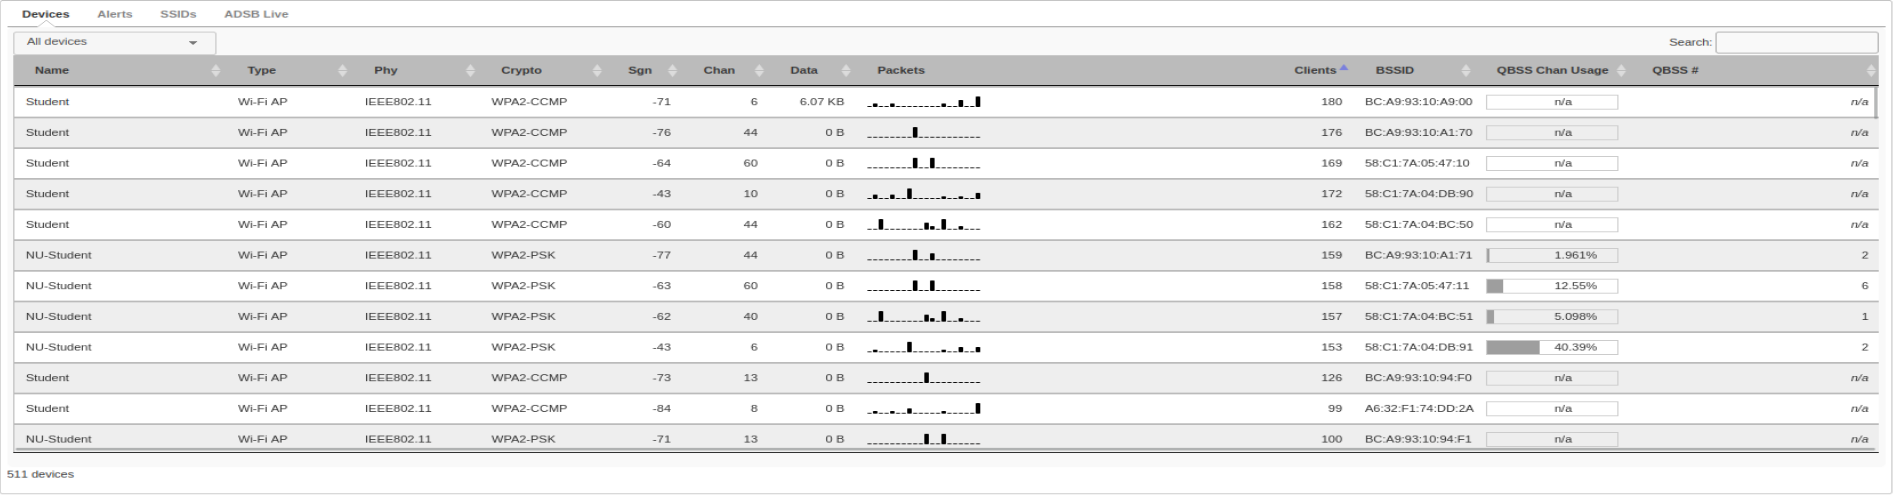 Devices Alerts SSIDs ADSB Live
All devices Search:
Name Type Phy Crypto Sgn Chan Data Packets Clients BSSID QBSS Chan Usage QBSS #
Student Wi-Fi AP IEEE802.11 WPA2-CCMP -71 6 6.07 KB 180 BC:A9:93:10:A9:00 n/a n/a
Student Wi-Fi AP IEEE802.11 WPA2-CCMP -76 44 0 B 176 BC:A9:93:10:A1:70 n/a n/a
Student Wi-Fi AP IEEE802.11 WPA2-CCMP -64 60 0 B 169 58:C1:7A:05:47:10 n/a n/a
Student Wi-Fi AP IEEE802.11 WPA2-CCMP -43 10 0 B 172 58:C1:7A:04:DB:90 n/a n/a
Student Wi-Fi AP IEEE802.11 WPA2-CCMP -60 44 0 B 162 58:C1:7A:04:BC:50 n/a n/a
NU-Student Wi-Fi AP IEEE802.11 WPA2-PSK -77 44 0 B 159 BC:A9:93:10:A1:71 1.961% 2
NU-Student Wi-Fi AP IEEE802.11 WPA2-PSK -63 60 0 B 158 58:C1:7A:05:47:11 12.55% 6
NU-Student Wi-Fi AP IEEE802.11 WPA2-PSK -62 40 0 B 157 58:C1:7A:04:BC:51 5.098% 1
NU-Student Wi-Fi AP IEEE802.11 WPA2-PSK -43 6 0 B 153 58:C1:7A:04:DB:91 40.39% 2
Student Wi-Fi AP IEEE802.11 WPA2-CCMP -73 13 0 B 126 BC:A9:93:10:94:F0 n/a n/a
Student Wi-Fi AP IEEE802.11 WPA2-CCMP -84 8 0 B 99 A6:32:F1:74:DD:2A n/a n/a
NU-Student Wi-Fi AP IEEE802.11 WPA2-PSK -71 13 0 B 100 BC:A9:93:10:94:F1 n/a n/a
511 devices